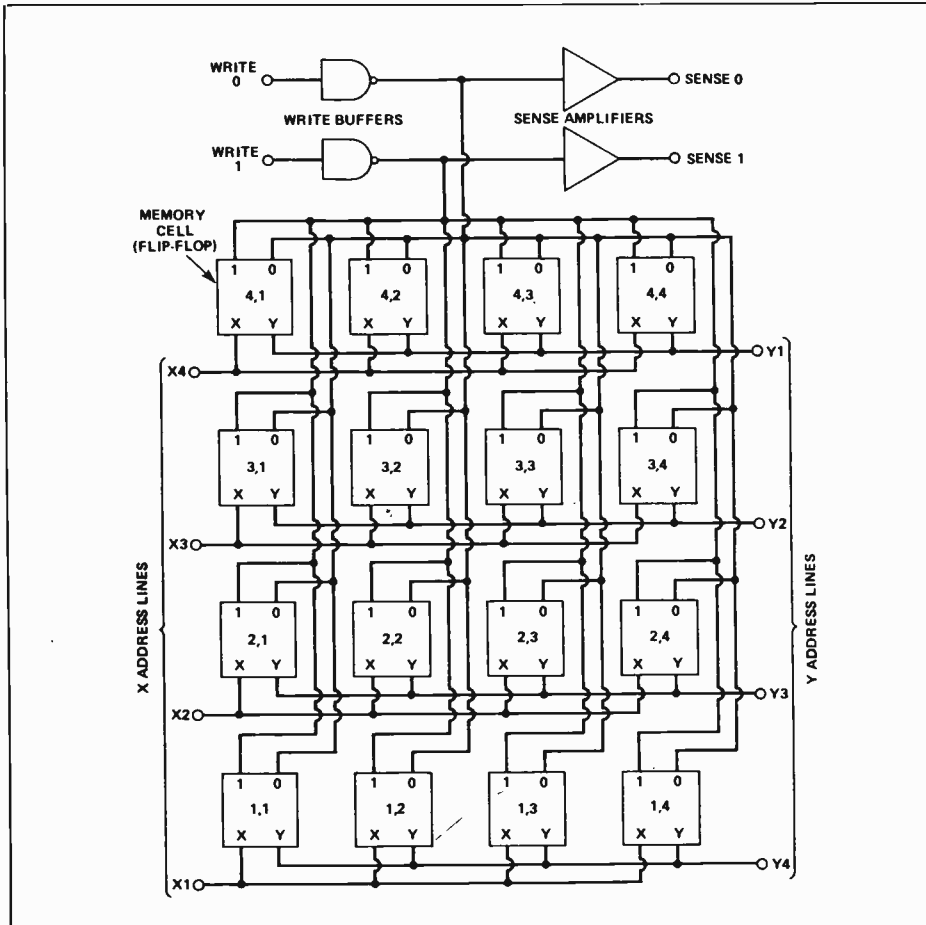 WRITE
0
SENSE 0
WRITE BUFFERS
SENSE AMPLIFIERS
WRITE
1
SENSE 1
MEMORY
CELL
(FLIP-FLOP)
1 0 1 0 1 0 1 0
4,1 4,2 4,3 4,4
X Y X Y X Y X Y
Y1
X4
1 0 1 0 1 0 1 0
3,1 3,2 3,3 3,4
X Y X Y X Y X Y
Y2
X3
X ADDRESS LINES
Y ADDRESS LINES
1 0 1 0 1 0 1 0
2,1 2,2 2,3 2,4
X Y X Y X Y X Y
Y3
X2
1 0 1 0 1 0 1 0
1,1 1,2 1,3 1,4
X Y X Y X Y X Y
Y4
X1